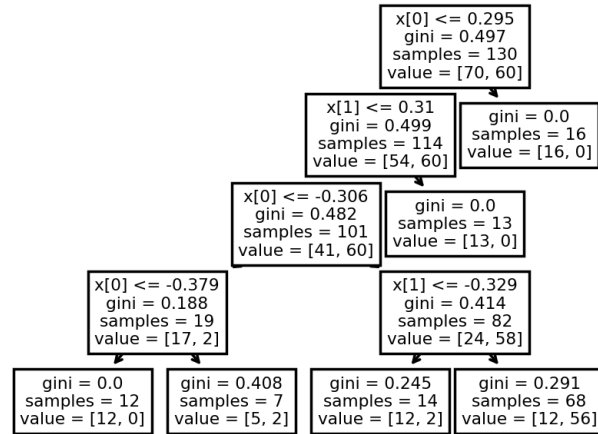 x[0] <= 0.295
gini = 0.497
samples = 130
value = [70, 60]
x[1] <= 0.31
gini = 0.499
samples = 114
value = [54, 60]
gini = 0.0
samples = 16
value = [16, 0]
x[0] <= -0.306
gini = 0.482
samples = 101
value = [41, 60]
gini = 0.0
samples = 13
value = [13, 0]
x[0] <= -0.379
gini = 0.188
samples = 19
value = [17, 2]
x[1] <= -0.329
gini = 0.414
samples = 82
value = [24, 58]
gini = 0.0
samples = 12
value = [12, 0]
gini = 0.408
samples = 7
value = [5, 2]
gini = 0.245
samples = 14
value = [12, 2]
gini = 0.291
samples = 68
value = [12, 56]